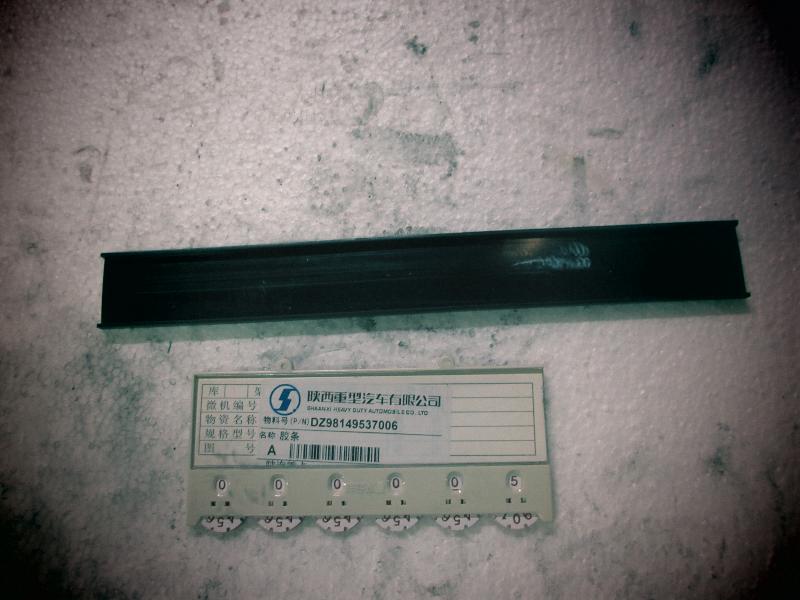 库 架
微机编号
物资名称
规格型号
图 号
陕西重型汽车有限公司
SHAANXI HEAVY DUTY AUTOMOBILE CO., LTD
物料号(P/N)DZ98149537006
名称 胶条
A
0 0 0 0 0 5